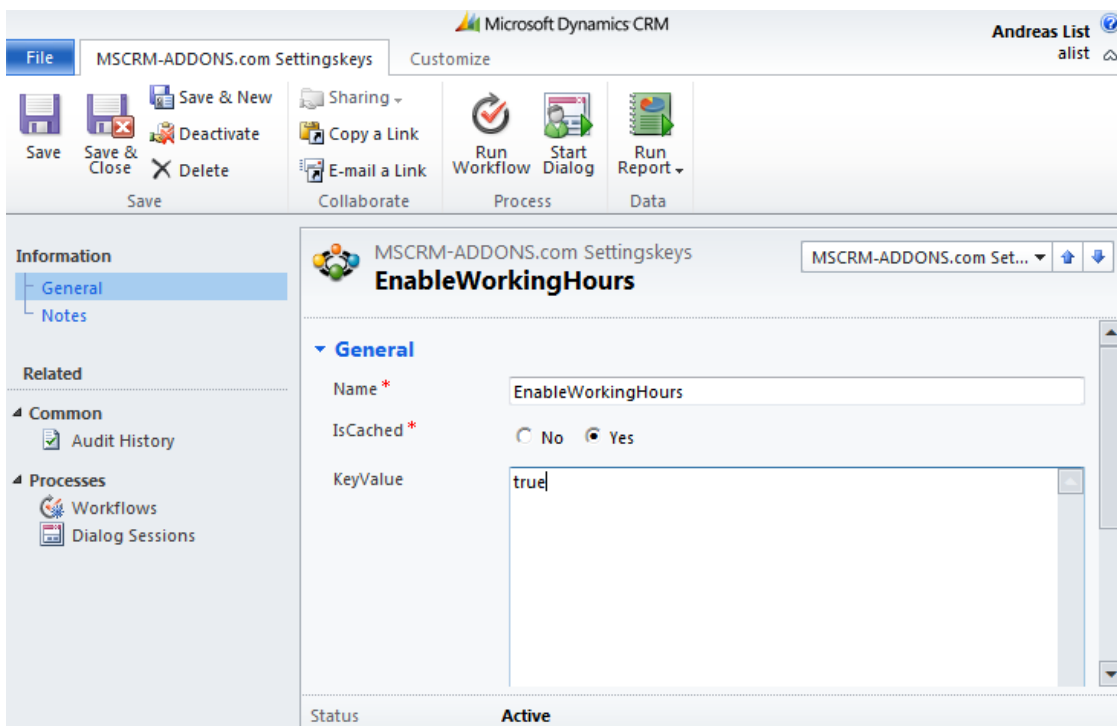 Microsoft Dynamics CRM
Andreas List
alist
File
MSCRM-ADDONS.com Settingskeys
Customize
Save
Save & Close
Save & New
Deactivate
Delete
Save
Sharing
Copy a Link
E-mail a Link
Collaborate
Run Workflow
Start Dialog
Process
Run Report
Data
Information
General
Notes
Related
Common
Audit History
Processes
Workflows
Dialog Sessions
MSCRM-ADDONS.com Settingskeys
EnableWorkingHours
MSCRM-ADDONS.com Set...
General
Name *
EnableWorkingHours
IsCached *
No Yes
KeyValue
true
Status Active